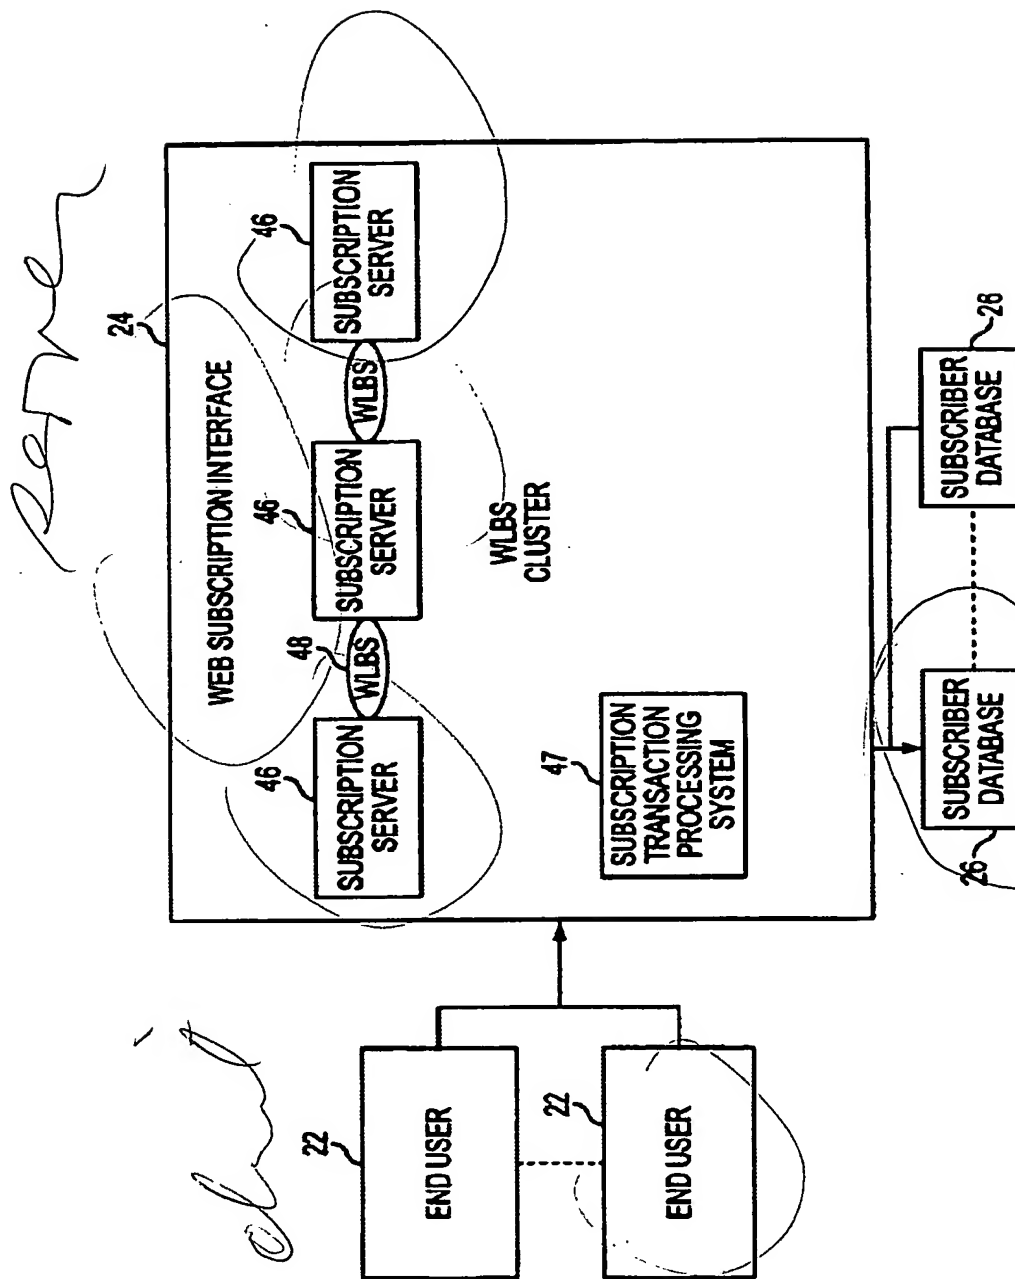 24
WEB SUBSCRIPTION INTERFACE
46
46
46
48
SUBSCRIPTION
SERVER
WLBS
SUBSCRIPTION
SERVER
WLBS
SUBSCRIPTION
SERVER
22
END USER
WLBS
CLUSTER
22
END USER
47
SUBSCRIPTION
TRANSACTION
PROCESSING
SYSTEM
SUBSCRIBER
DATABASE
26
SUBSCRIBER
DATABASE
26